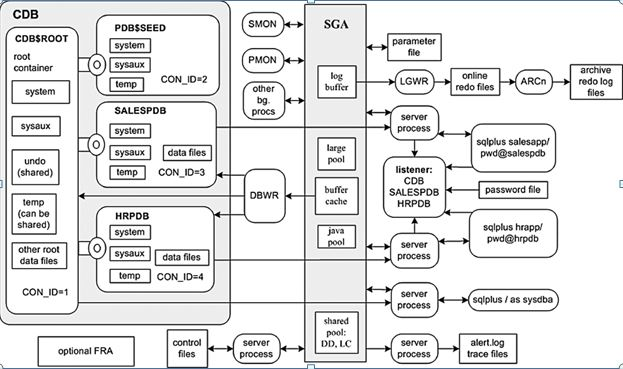 CDB
CDB$ROOT
root
container
system
sysaux
undo
(shared)
temp
(can be
shared)
other root
data files
CON_ID=1
PDB$SEED
system
sysaux
temp
CON_ID=2
SALESPDB
system
sysaux
data files
temp
CON_ID=3
HRPDB
system
sysaux
data files
temp
CON_ID=4
optional FRA
SMON
PMON
other
bg.
procs
DBWR
control
files
server
process
SGA
log
buffer
large
pool
buffer
cache
java
pool
shared
pool:
DD, LC
parameter
file
LGWR
online
redo files
ARCn
archive
redo log
files
server
process
sqlplus salesapp/
pwd@salespdb
listener:
CDB
SALESPDB
HRPDB
password file
sqlplus hrapp/
pwd@hrpdb
server
process
server
process
sqlplus / as sysdba
server
process
alert.log
trace files